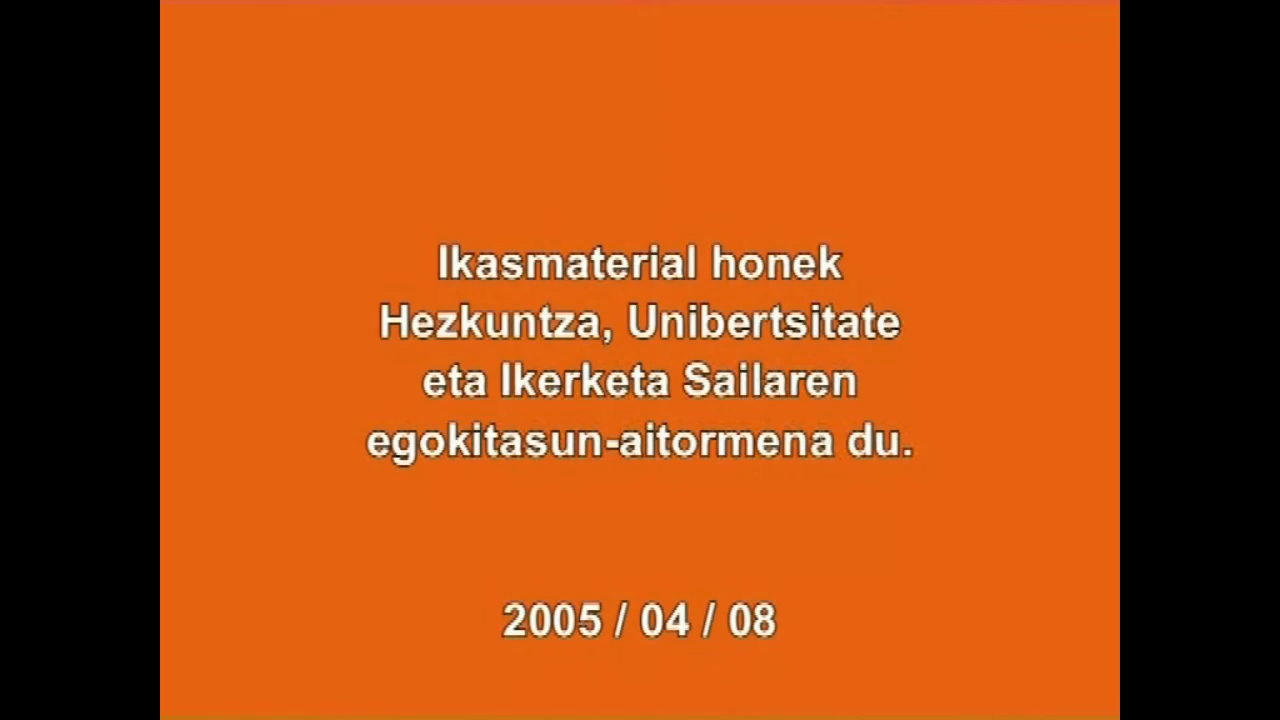 Ikasmaterial honek
Hezkuntza, Unibertsitate
eta Ikerketa Sailaren
egokitasun-aitormena du.
2005 / 04 / 08